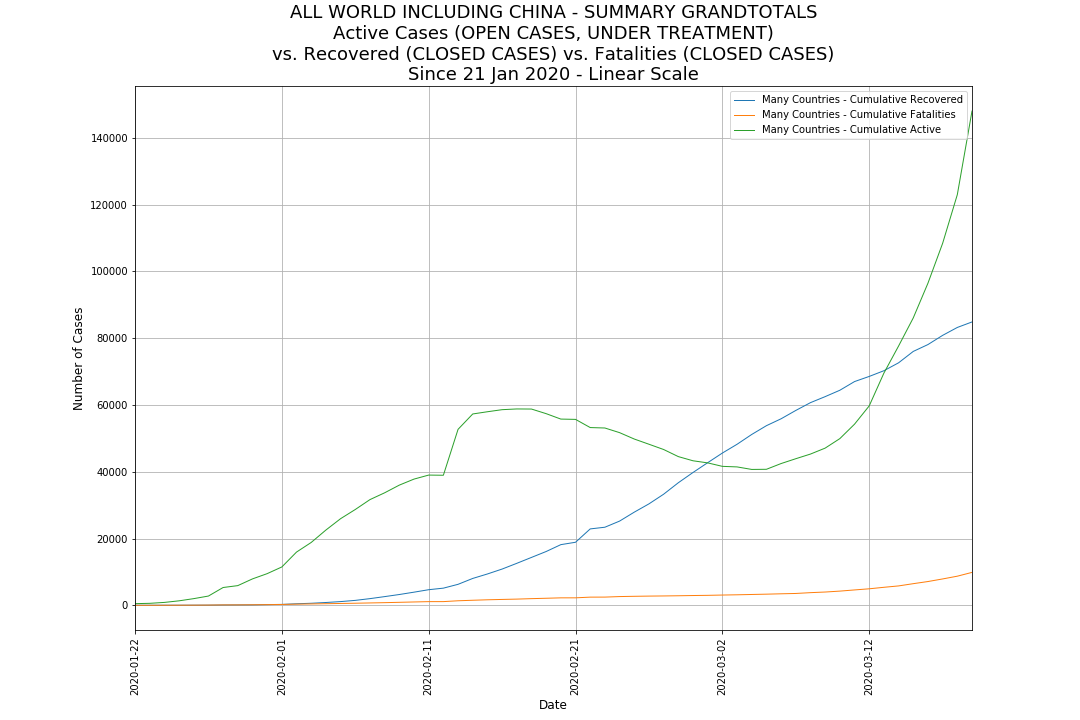 ALL WORLD INCLUDING CHINA - SUMMARY GRANDTOTALS
Active Cases (OPEN CASES, UNDER TREATMENT)
vs. Recovered (CLOSED CASES) vs. Fatalities (CLOSED CASES)
Since 21 Jan 2020 - Linear Scale
Many Countries - Cumulative Recovered
Many Countries - Cumulative Fatalities
Many Countries - Cumulative Active
Number of Cases
140000
120000
100000
80000
60000
40000
20000
0
2020-01-22
2020-02-01
2020-02-11
2020-02-21
2020-03-02
2020-03-12
Date